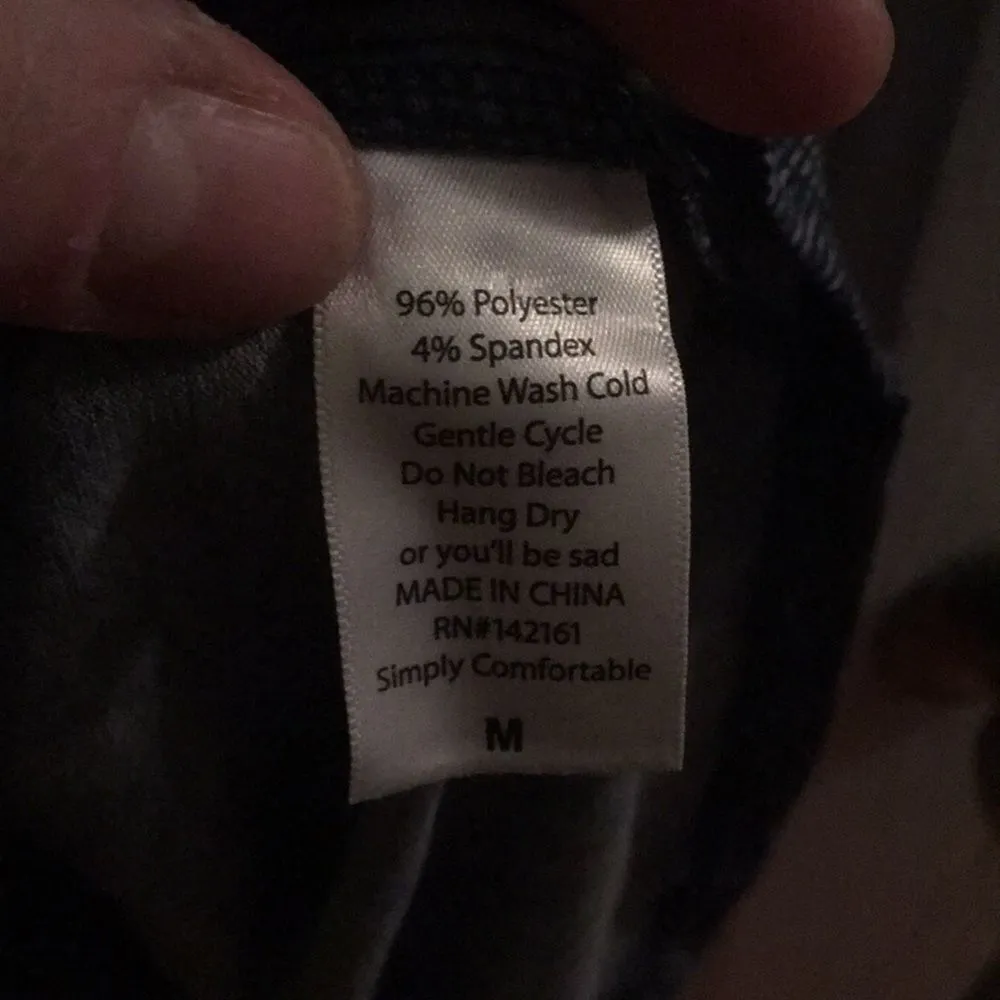 96% Polyester
4% Spandex
Machine Wash Cold
Gentle Cycle
Do Not Bleach
Hang Dry
or you'll be sad
MADE IN CHINA
RN#142161
Simply Comfortable
M